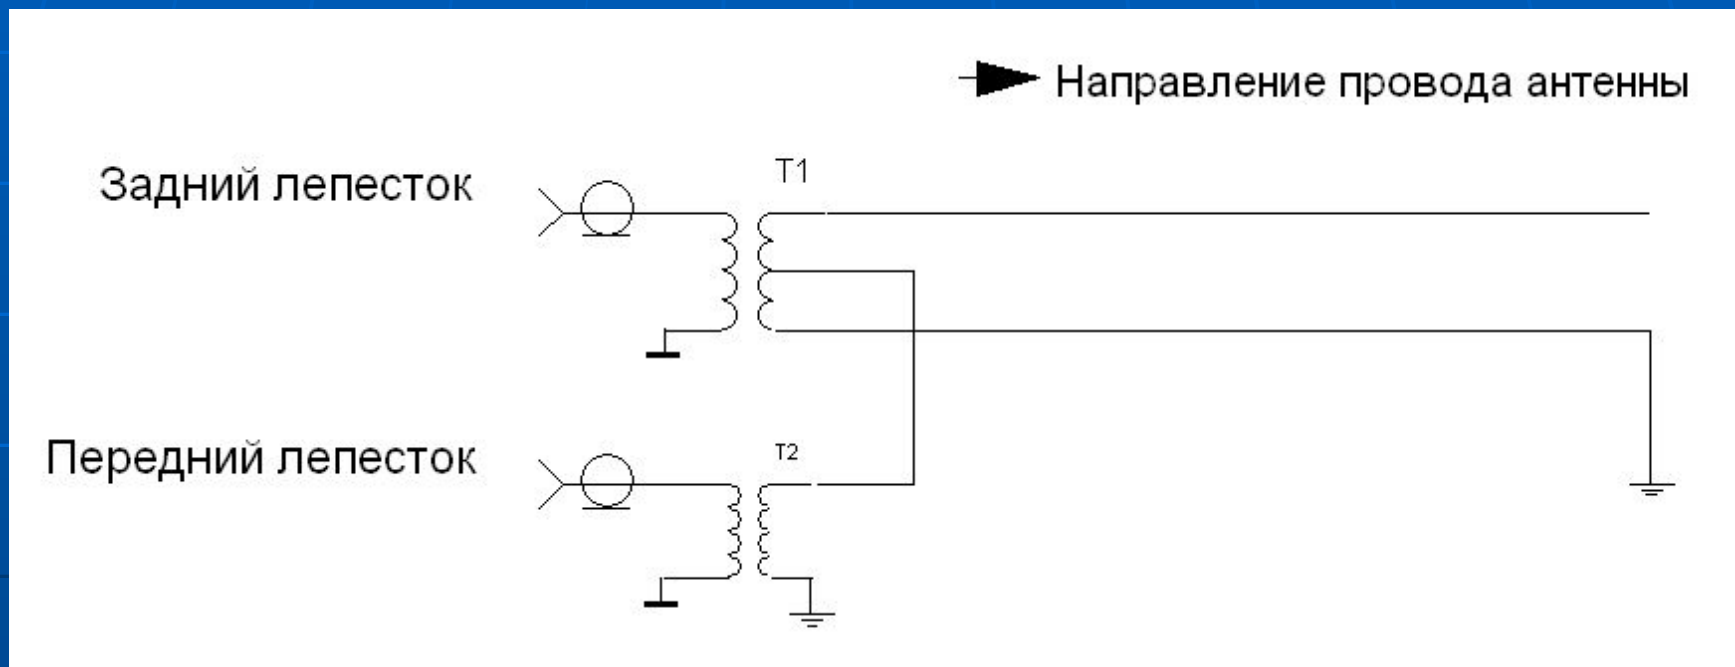 Направление провода антенны
Задний лепесток
T1
Передний лепесток
T2